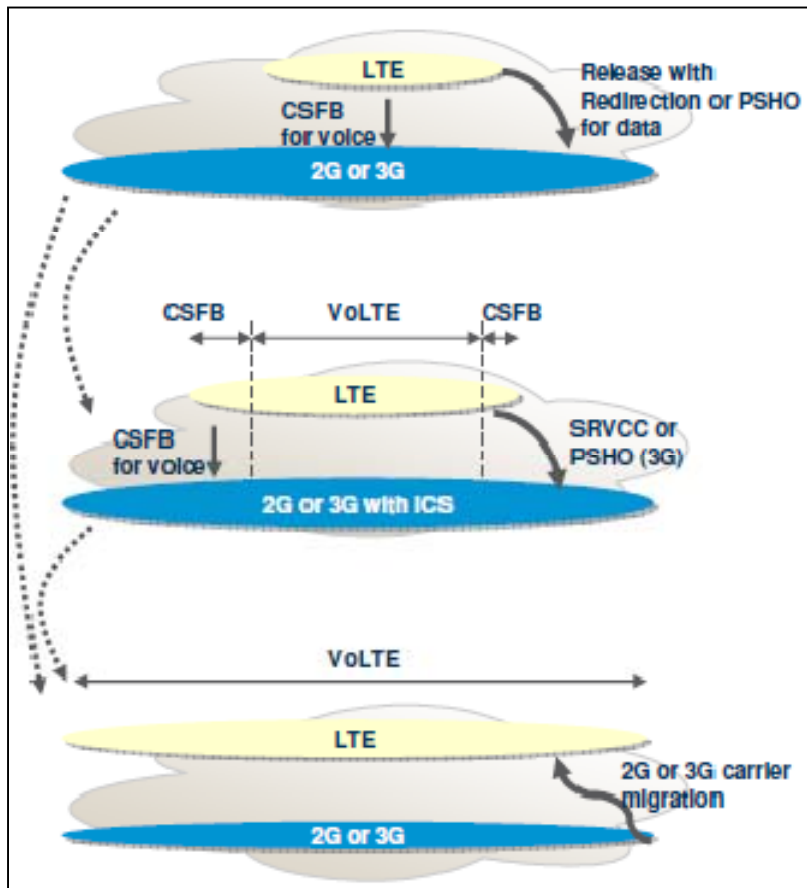 LTE
Release with
Redirection or PSHO
for data
CSFB
for voice
2G or 3G
CSFB
VoLTE
CSFB
LTE
CSFB
for voice
SRVCC or
PSHO (3G)
2G or 3G with ICS
VoLTE
LTE
2G or 3G carrier
migration
2G or 3G